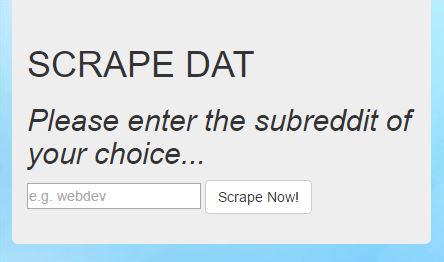 SCRAPE DAT
Please enter the subreddit of
your choice...
e.g. webdev
Scrape Now!